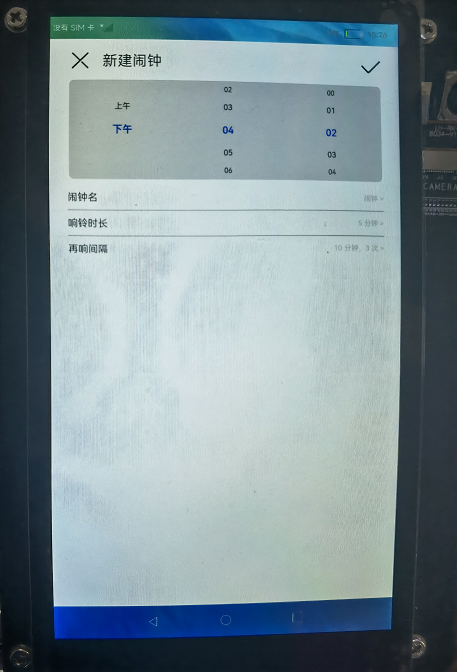 没有 SIM 卡
新建闹钟
02 00
上午 03 01
下午 04 02
05 03
06 04
闹钟名 闹钟 >
响铃时长 5 分钟 >
再响间隔 10 分钟, 3 次 >
CAMERA